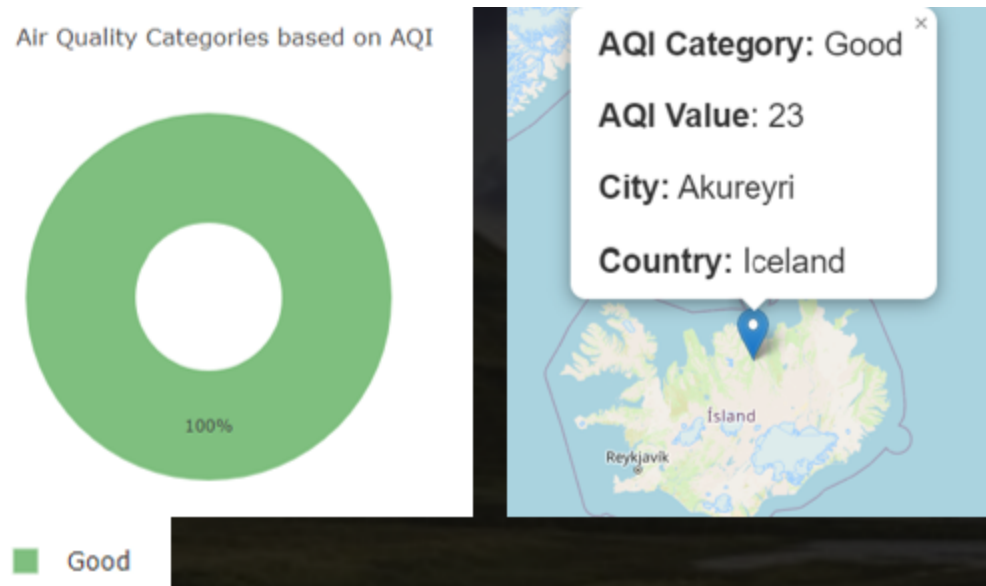 Air Quality Categories based on AQI
100%
Good
×
AQI Category: Good
AQI Value: 23
City: Akureyri
Country: Iceland
Ísland
Reykjavík